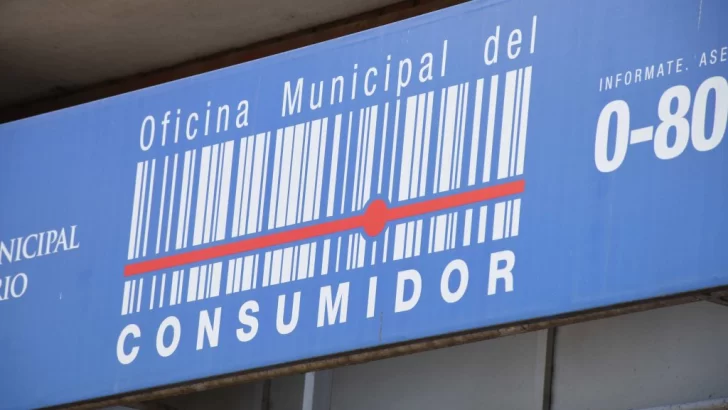 Oficina Municipal del
CONSUMIDOR
NICIPAL
RIO
INFORMATE. ASE
0-80